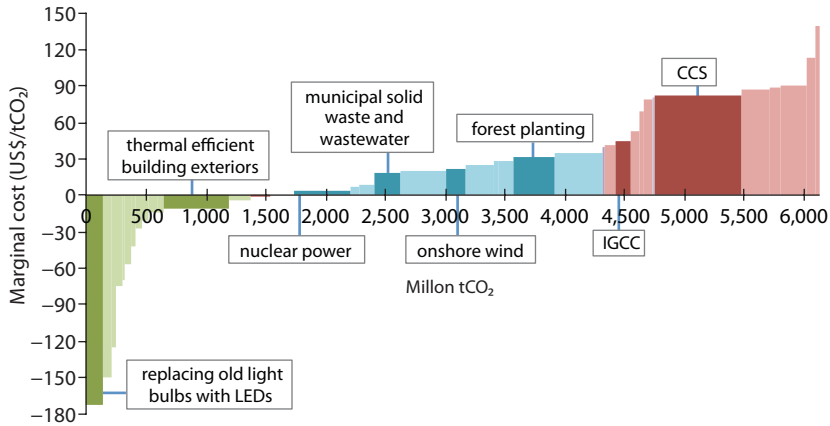 Marginal cost (US$/tCO₂)
150
120
90
60
30
0
−30
−60
−90
−120
−150
−180
thermal efficient
building exteriors
municipal solid
waste and
wastewater
forest planting
CCS
0
500
1,000
1,500
2,000
2,500
3,000
3,500
4,000
4,500
5,000
5,500
6,000
nuclear power
onshore wind
IGCC
Millon tCO₂
replacing old light
bulbs with LEDs